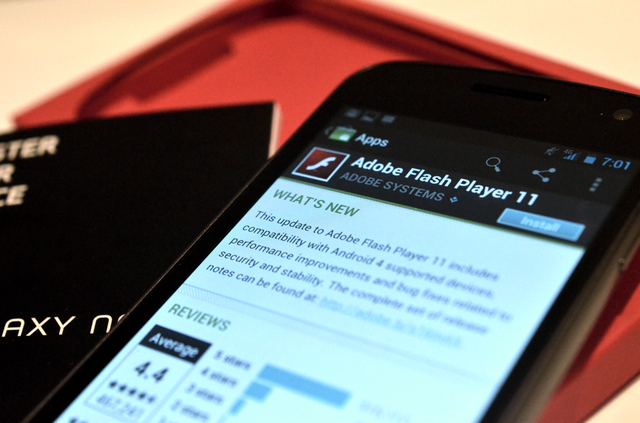 STER
R
CE
AXY N
7:01
Apps
Adobe Flash Player 11
ADOBE SYSTEMS
Install
WHAT'S NEW
This update to Adobe Flash Player 11 includes
compatibility with Android 4 supported devices,
performance improvements and bug fixes related to
security and stability. The complete set of release
notes can be found at:
REVIEWS
Average
4.4
5 stars
4 stars
3 stars
2 stars